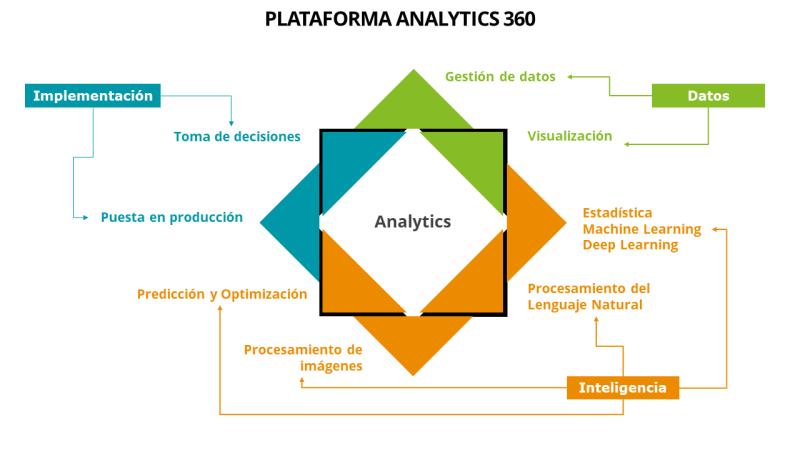 PLATAFORMA ANALYTICS 360
Gestión de datos
Implementación
Datos
Toma de decisiones
Visualización
Puesta en producción
Analytics
Estadística
Machine Learning
Deep Learning
Predicción y Optimización
Procesamiento del
Lenguaje Natural
Procesamiento de
imágenes
Inteligencia